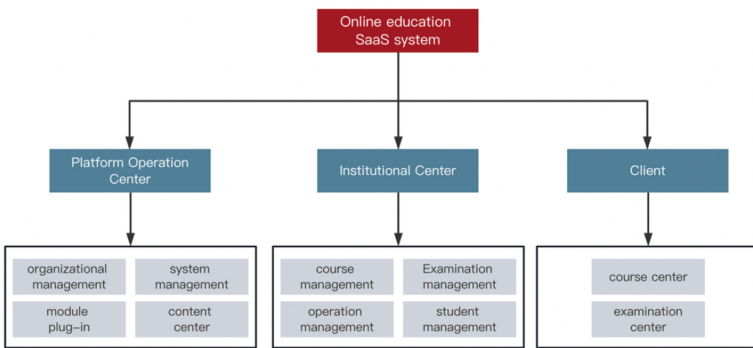 Online education
SaaS system
Platform Operation
Center
Institutional Center
Client
organizational
management
system
management
module
plug-in
content
center
course
management
Examination
management
operation
management
student
management
course center
examination
center